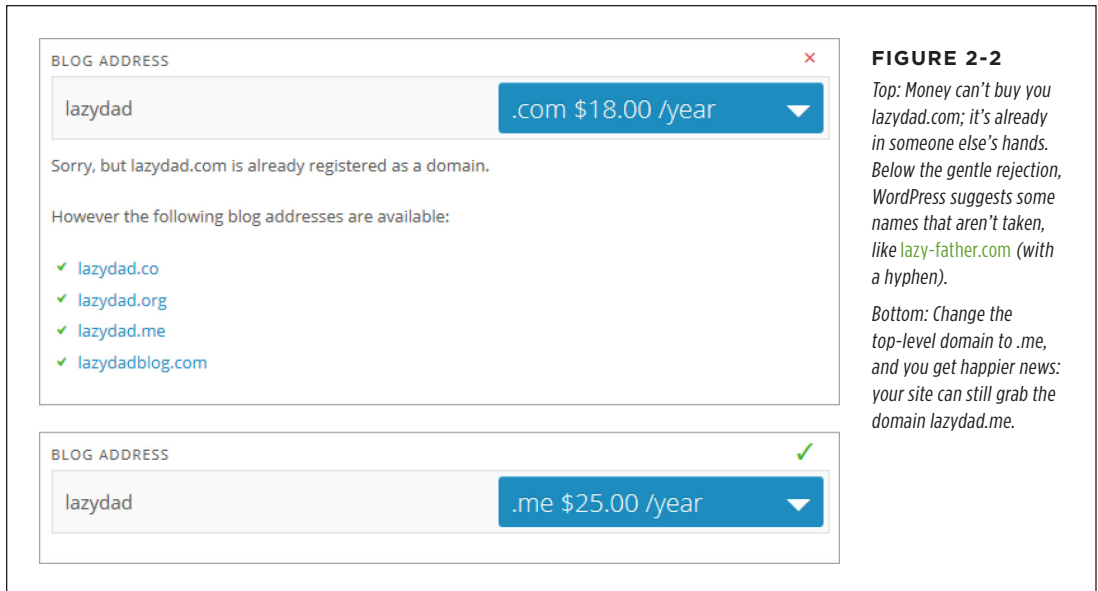 BLOG ADDRESS
lazydad
.com $18.00 /year
Sorry, but lazydad.com is already registered as a domain.
However the following blog addresses are available:
lazydad.co
lazydad.org
lazydad.me
lazydadblog.com
BLOG ADDRESS
lazydad
.me $25.00 /year
FIGURE 2-2
Top: Money can't buy you
lazydad.com; it's already
in someone else's hands.
Below the gentle rejection,
WordPress suggests some
names that aren't taken,
like lazy-father.com (with
a hyphen).
Bottom: Change the
top-level domain to .me,
and you get happier news:
your site can still grab the
domain lazydad.me.